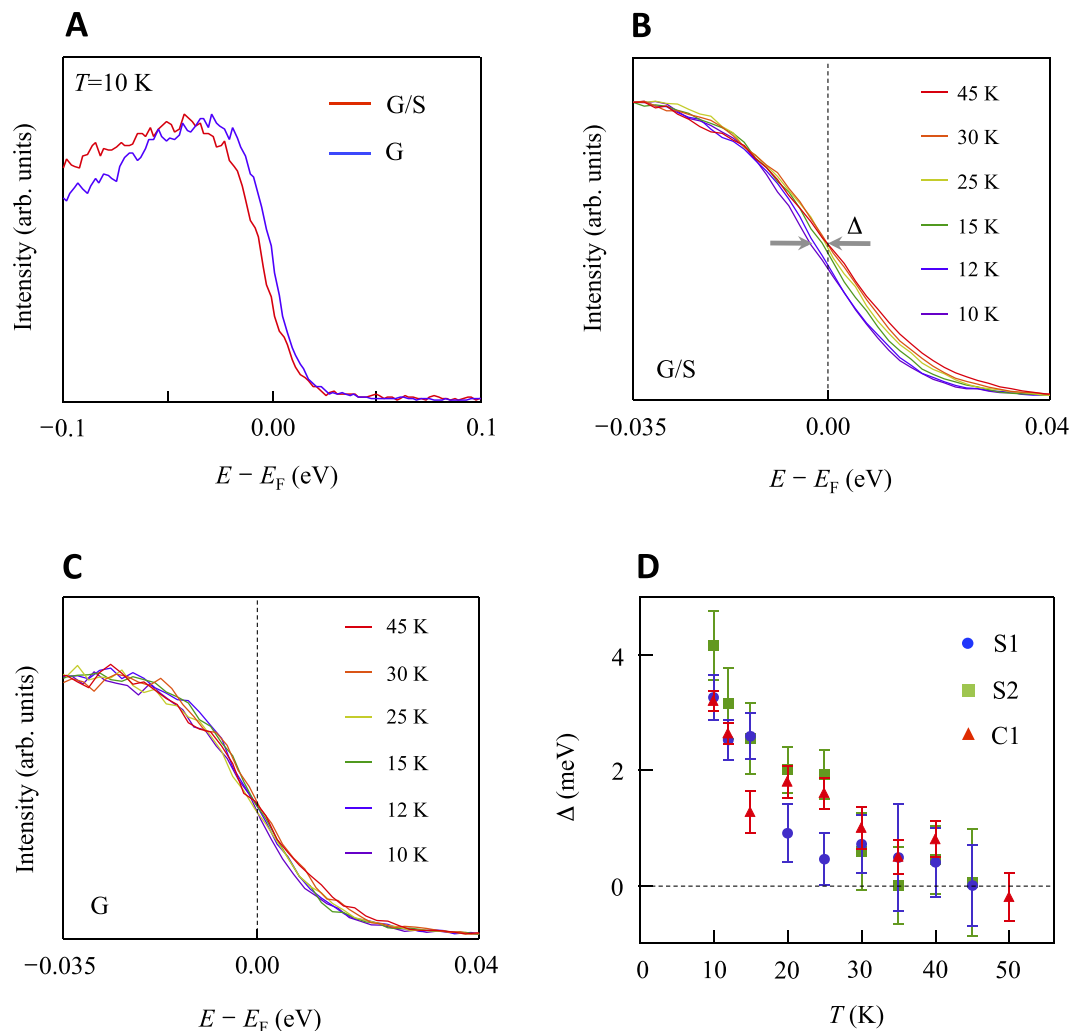 A
T=10 K
G/S
G
Intensity (arb. units)
−0.1
0.00
0.1
E − EF (eV)
B
45 K
30 K
25 K
15 K
12 K
10 K
Δ
G/S
Intensity (arb. units)
−0.035
0.00
0.04
E − EF (eV)
C
45 K
30 K
25 K
15 K
12 K
10 K
G
Intensity (arb. units)
−0.035
0.00
0.04
E − EF (eV)
D
S1
S2
C1
4
2
0
Δ (meV)
0
10
20
30
40
50
T (K)